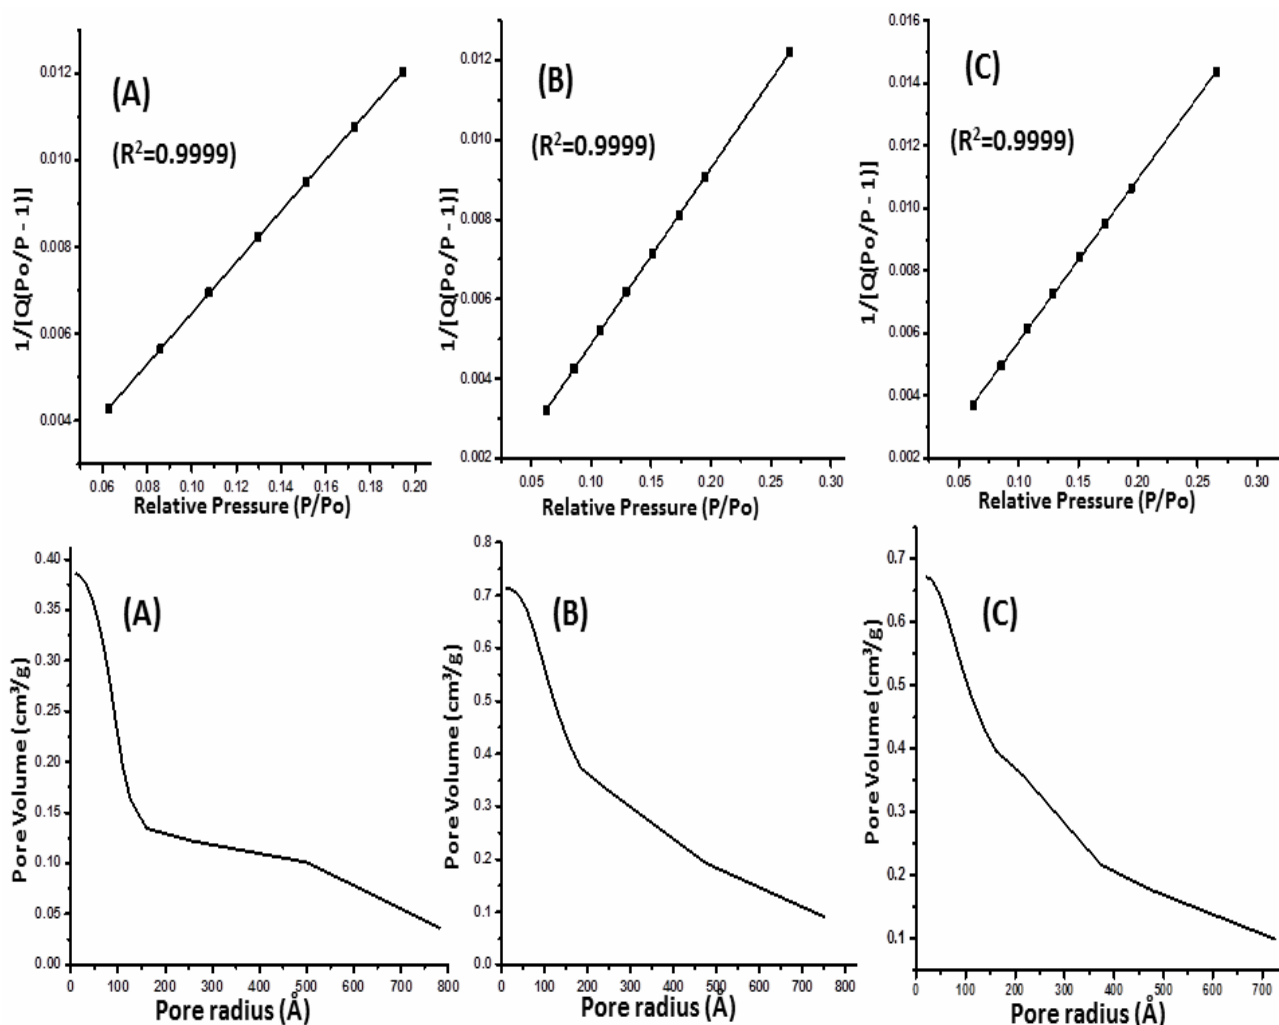 (A)
(R²=0.9999)
1/[Q(Po/P - 1)]
0.012
0.010
0.008
0.006
0.004
0.06 0.08 0.10 0.12 0.14 0.16 0.18 0.20
Relative Pressure (P/Po)
(B)
(R²=0.9999)
1/[Q(Po/P - 1)]
0.012
0.010
0.008
0.006
0.004
0.002
0.05 0.10 0.15 0.20 0.25 0.30
Relative Pressure (P/Po)
(C)
(R²=0.9999)
1/[Q(Po/P - 1)]
0.016
0.014
0.012
0.010
0.008
0.006
0.004
0.002
0.05 0.10 0.15 0.20 0.25 0.30
Relative Pressure (P/Po)
(A)
Pore Volume (cm³/g)
0.40
0.35
0.30
0.25
0.20
0.15
0.10
0.05
0.00
0 100 200 300 400 500 600 700 800
Pore radius (Å)
(B)
Pore Volume (cm³/g)
0.8
0.7
0.6
0.5
0.4
0.3
0.2
0.1
0.0
0 100 200 300 400 500 600 700 800
Pore radius (Å)
(C)
Pore Volume (cm³/g)
0.7
0.6
0.5
0.4
0.3
0.2
0.1
0 100 200 300 400 500 600 700
Pore radius (Å)